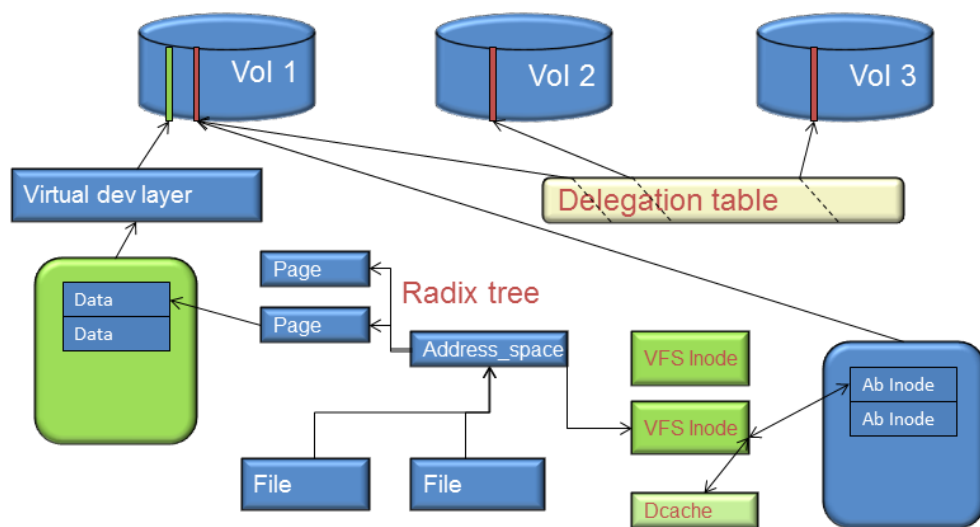 Vol 1
Vol 2
Vol 3
Virtual dev layer
Delegation table
Page
Radix tree
Data
Page
Data
Address_space
VFS Inode
Ab Inode
VFS Inode
Ab Inode
File
File
Dcache